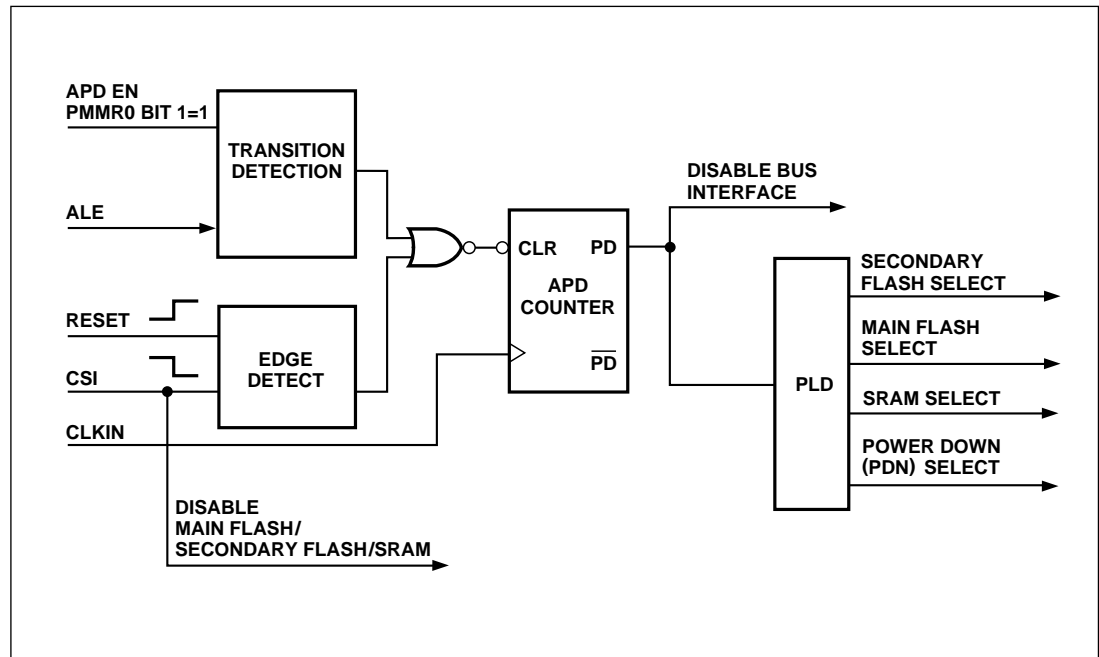 APD EN
PMMR0 BIT 1=1
TRANSITION
DETECTION
ALE
RESET
CSI
EDGE
DETECT
CLKIN
DISABLE
MAIN FLASH/
SECONDARY FLASH/SRAM
CLR
PD
APD
COUNTER
PD
DISABLE BUS
INTERFACE
PLD
SECONDARY
FLASH SELECT
MAIN FLASH
SELECT
SRAM SELECT
POWER DOWN
(PDN) SELECT